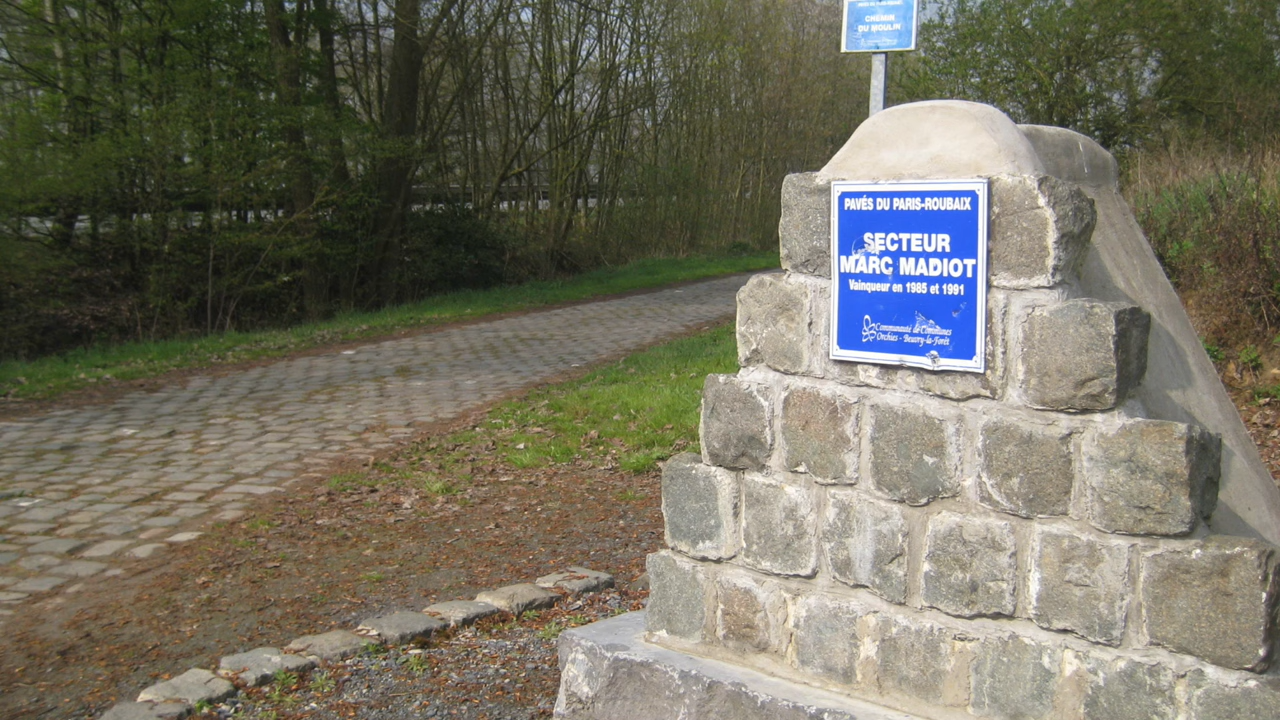 CHEMIN
DU MOULIN
PAVÉS DU PARIS-ROUBAIX
SECTEUR
MARC MADIOT
Vainqueur en 1985 et 1991
Communauté de Communes
Orchies - Beuvry-la-Forêt